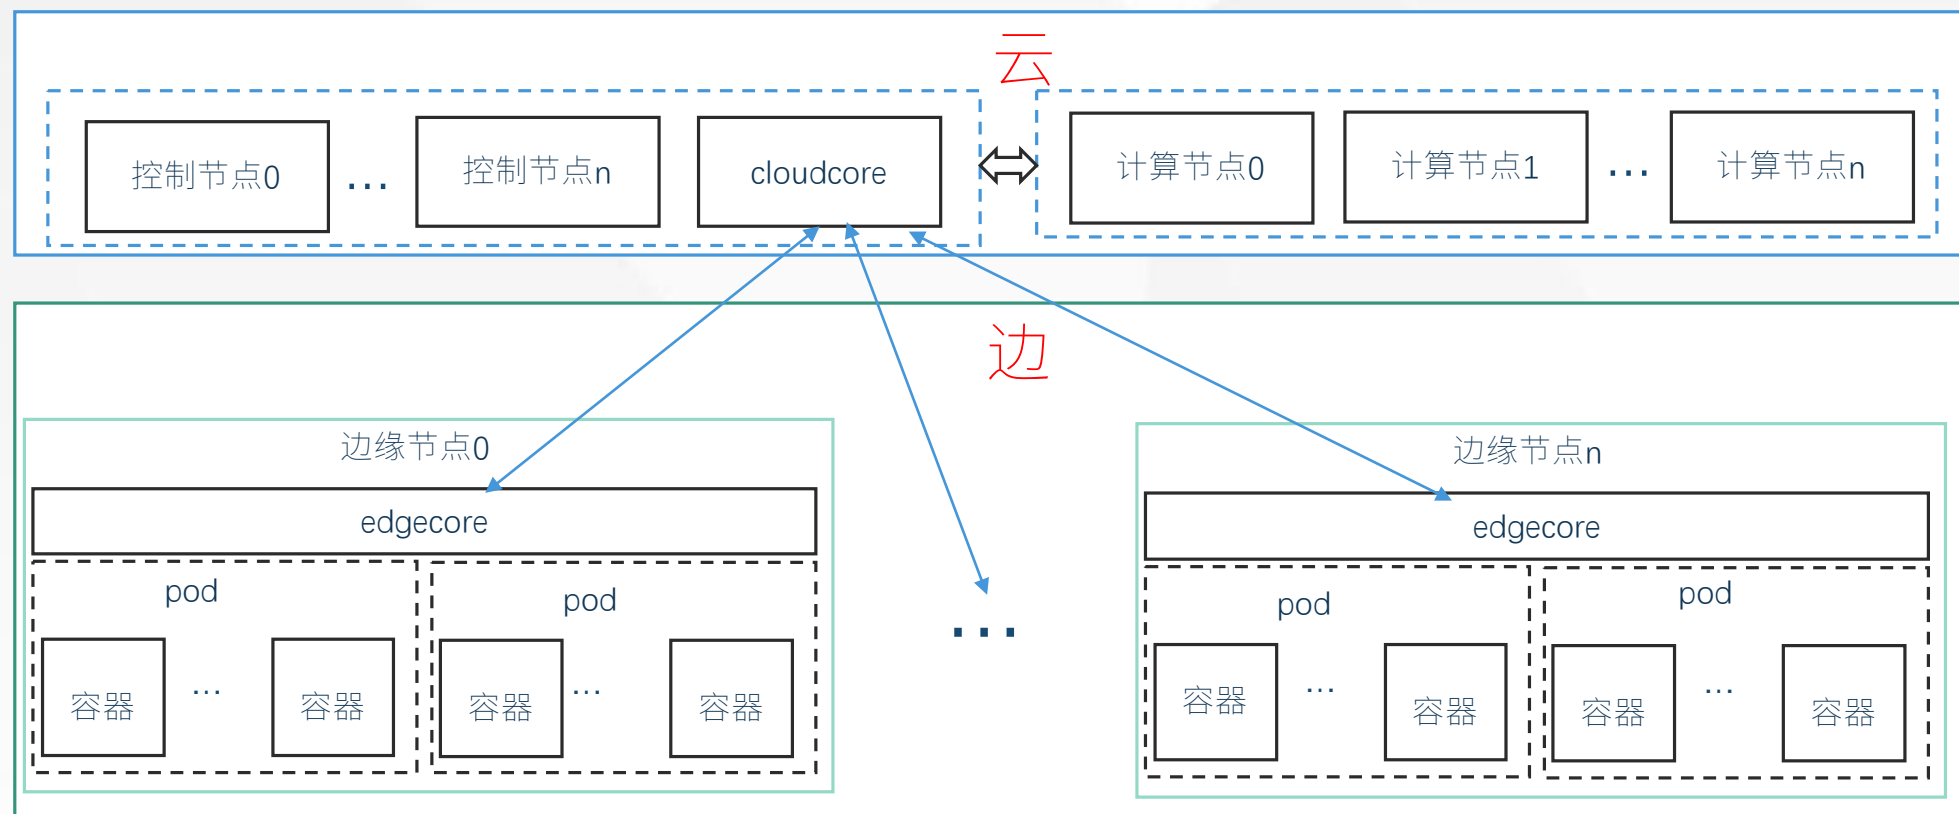 云
控制节点0
...
控制节点n
cloudcore
计算节点0
计算节点1
...
计算节点n
边
边缘节点0
edgecore
pod
容器
...
容器
pod
容器
...
容器
...
边缘节点n
edgecore
pod
容器
...
容器
pod
容器
...
容器